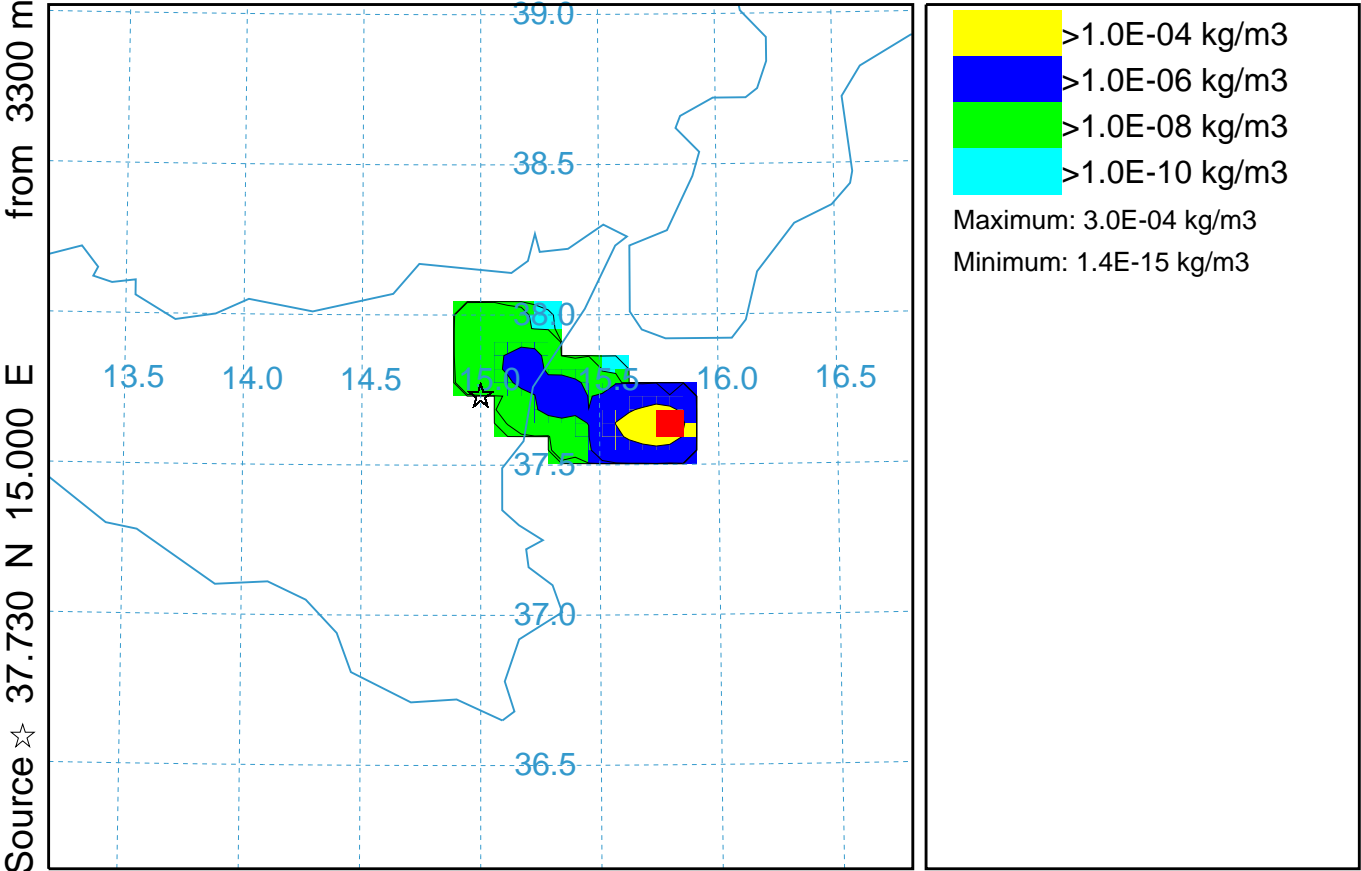 Source ☆ 37.730 N 15.000 E from 3300 m
39.0
38.5
38.0
13.5 14.0 14.5 15.0 15.5 16.0 16.5
37.5
37.0
36.5
>1.0E-04 kg/m3
>1.0E-06 kg/m3
>1.0E-08 kg/m3
>1.0E-10 kg/m3
Maximum: 3.0E-04 kg/m3
Minimum: 1.4E-15 kg/m3